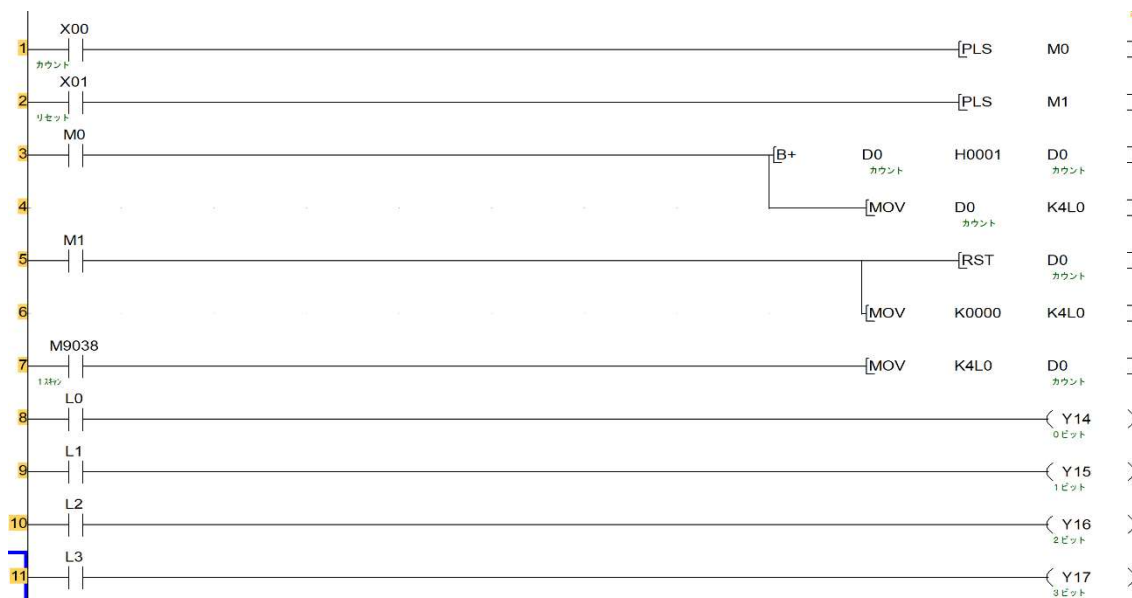 X00
1 [PLS M0
カウント
X01
2 [PLS M1
リセット
M0
3 [B+ D0 H0001 D0
カウント カウント
4 [MOV D0 K4L0
カウント
M1
5 [RST D0
カウント
6 [MOV K0000 K4L0
M9038
7 [MOV K4L0 D0
1スキャン カウント
L0
8 Y14
0ビット
L1
9 Y15
1ビット
L2
10 Y16
2ビット
L3
11 Y17
3ビット